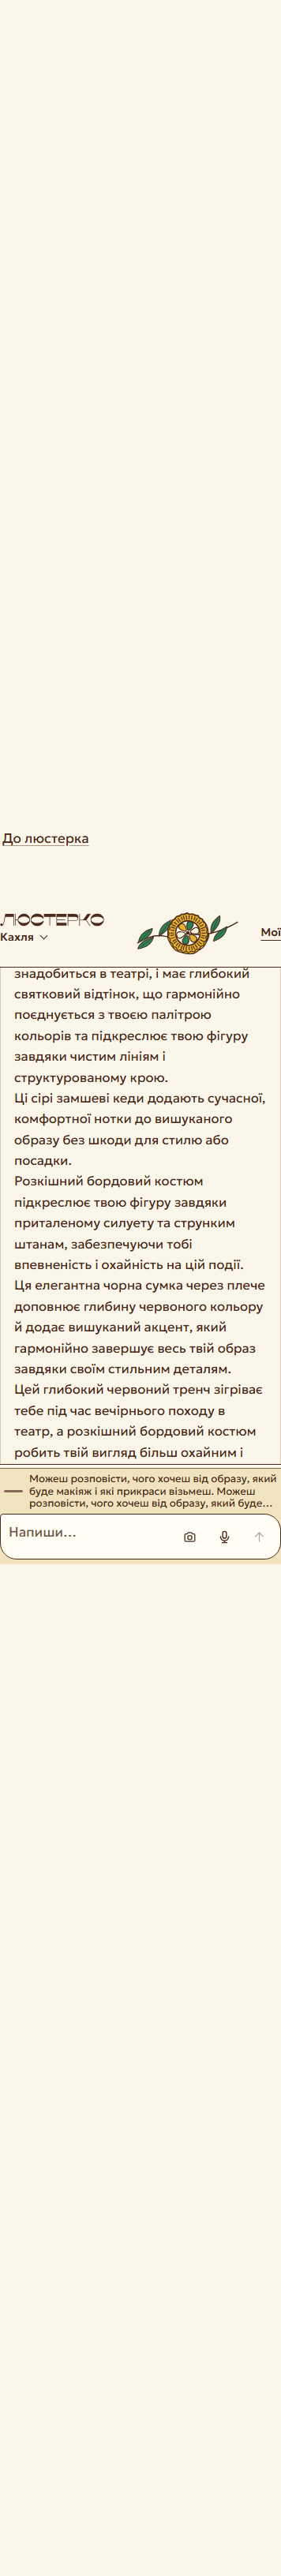 До люстерка
ЛЮСТЕРКО
Кахля
Мої
знадобиться в театрі, і має глибокий
святковий відтінок, що гармонійно
поєднується з твоєю палітрою
кольорів та підкреслює твою фігуру
завдяки чистим лініям і
структурованому крою.
Ці сірі замшеві кеди додають сучасної,
комфортної нотки до вишуканого
образу без шкоди для стилю або
посадки.
Розкішний бордовий костюм
підкреслює твою фігуру завдяки
приталеному силуету та струнким
штанам, забезпечуючи тобі
впевненість і охайність на цій події.
Ця елегантна чорна сумка через плече
доповнює глибину червоного кольору
й додає вишуканий акцент, який
гармонійно завершує весь твій образ
завдяки своїм стильним деталям.
Цей глибокий червоний тренч зігріває
тебе під час вечірнього походу в
театр, а розкішний бордовий костюм
робить твій вигляд більш охайним і
Можеш розповісти, чого хочеш від образу, який
буде макіяж і які прикраси візьмеш. Можеш
розповісти, чого хочеш від образу, який буде…
Напиши…